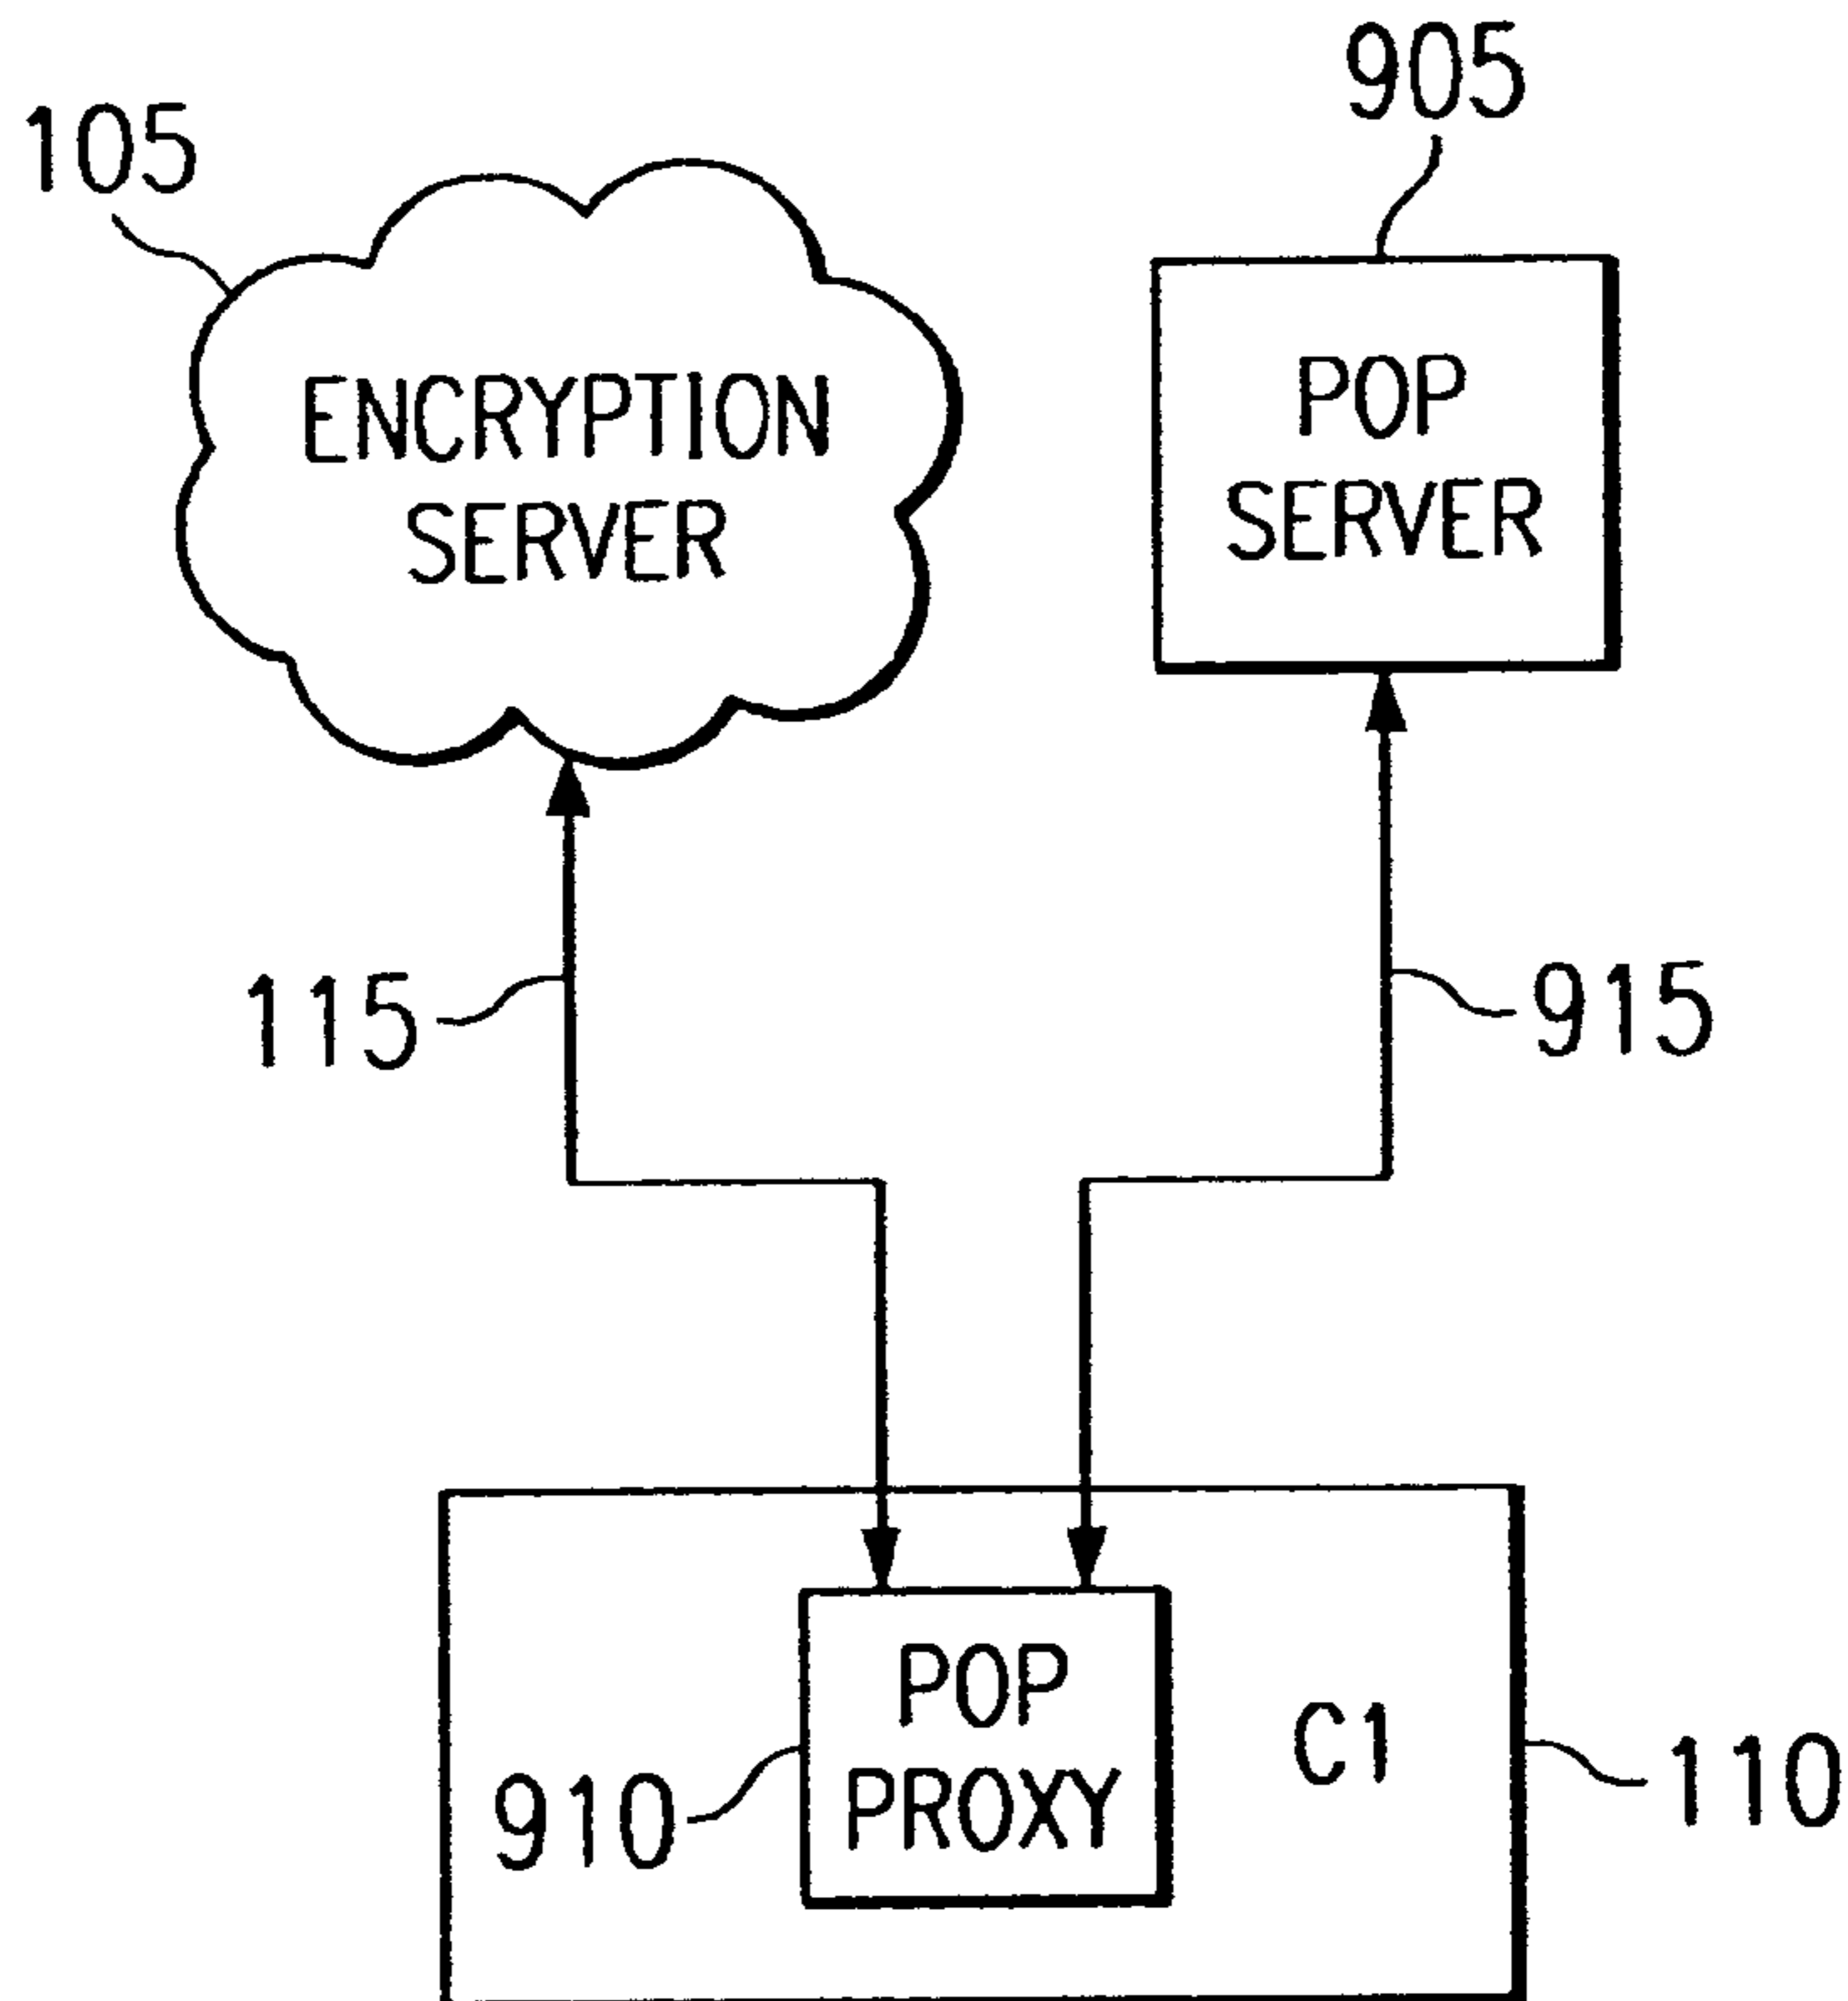 905
105
ENCRYPTION
SERVER
POP
SERVER
115
915
POP
PROXY
C1
910
110